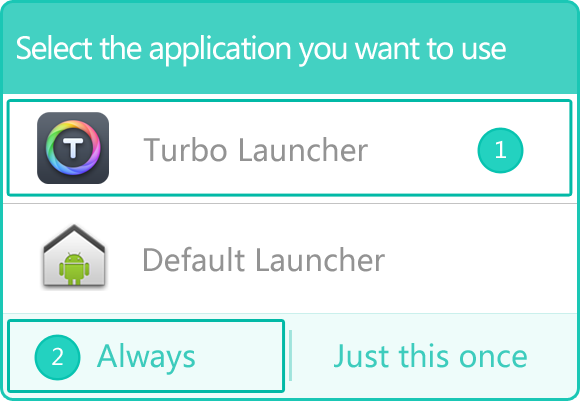 Select the application you want to use
T
Turbo Launcher 1
Default Launcher
2 Always Just this once